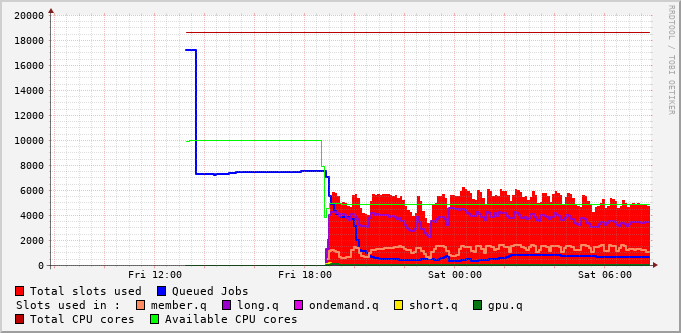 RRDTOOL / TOBI OETIKER
20000
18000
16000
14000
12000
10000
8000
6000
4000
2000
0
Fri 12:00 Fri 18:00 Sat 00:00 Sat 06:00
Total slots used Queued Jobs
Slots used in : member.q long.q ondemand.q short.q gpu.q
Total CPU cores Available CPU cores